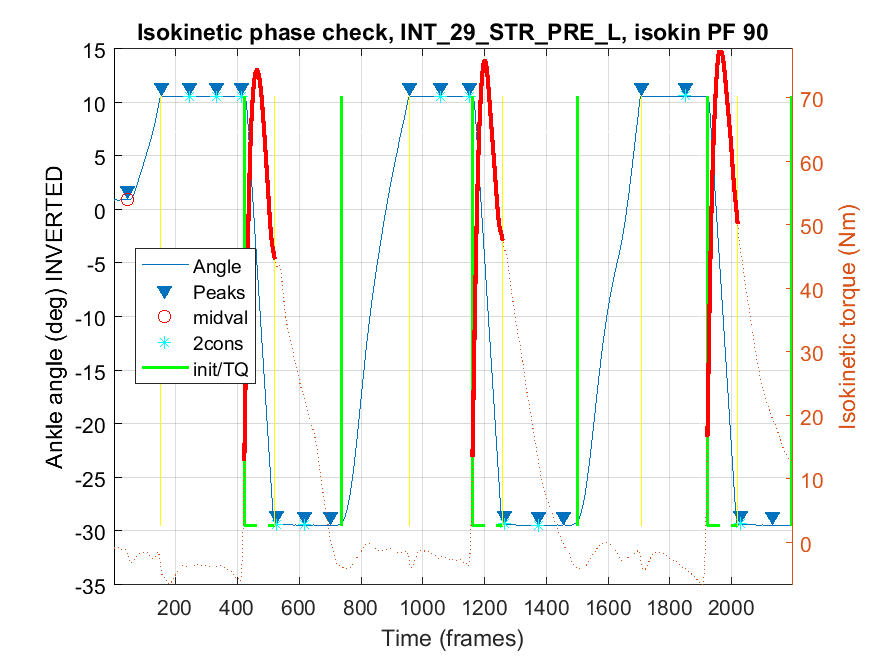 Isokinetic phase check, INT_29_STR_PRE_L, isokin PF 90
15
10
5
0
-5
-10
-15
-20
-25
-30
-35
Ankle angle (deg) INVERTED
Angle
Peaks
midval
2cons
init/TQ
70
60
50
40
30
20
10
0
Isokinetic torque (Nm)
200 400 600 800 1000 1200 1400 1600 1800 2000
Time (frames)